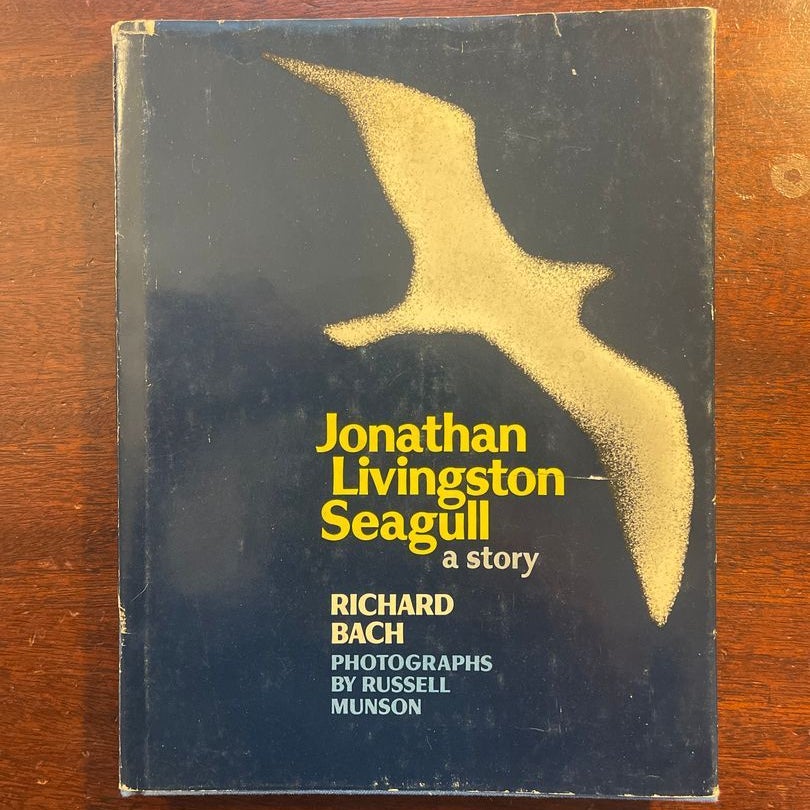 Jonathan
Livingston
Seagull
a story
RICHARD
BACH
PHOTOGRAPHS
BY RUSSELL
MUNSON